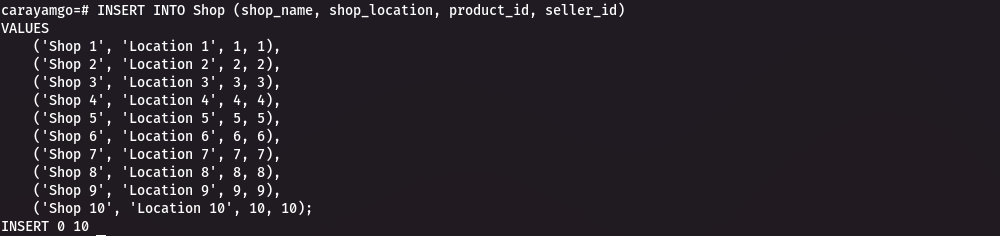 carayamgo=# INSERT INTO Shop (shop_name, shop_location, product_id, seller_id)
VALUES
    ('Shop 1', 'Location 1', 1, 1),
    ('Shop 2', 'Location 2', 2, 2),
    ('Shop 3', 'Location 3', 3, 3),
    ('Shop 4', 'Location 4', 4, 4),
    ('Shop 5', 'Location 5', 5, 5),
    ('Shop 6', 'Location 6', 6, 6),
    ('Shop 7', 'Location 7', 7, 7),
    ('Shop 8', 'Location 8', 8, 8),
    ('Shop 9', 'Location 9', 9, 9),
    ('Shop 10', 'Location 10', 10, 10);
INSERT 0 10